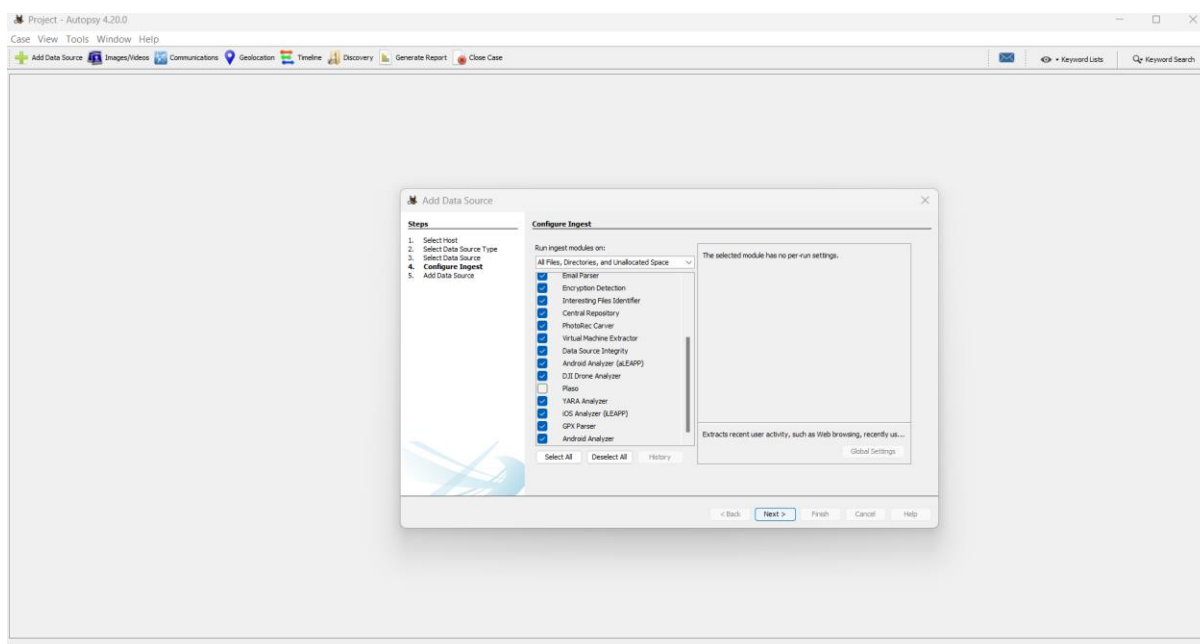 Project - Autopsy 4.20.0
Case View Tools Window Help
Add Data Source Images/Videos Communications Geolocation Timeline Discovery Generate Report Close Case Keyword Lists Keyword Search
Add Data Source
Steps
1. Select Host
2. Select Data Source Type
3. Select Data Source
4. Configure Ingest
5. Add Data Source
Configure Ingest
Run ingest modules on:
All Files, Directories, and Unallocated Space
Email Parser
Encryption Detection
Interesting Files Identifier
Central Repository
PhotoRec Carver
Virtual Machine Extractor
Data Source Integrity
Android Analyzer (aLEAPP)
DJI Drone Analyzer
Plaso
YARA Analyzer
iOS Analyzer (iLEAPP)
GPX Parser
Android Analyzer
Select All Deselect All History
The selected module has no per-run settings.
Extracts recent user activity, such as Web browsing, recently us...
Global Settings
< Back Next > Finish Cancel Help